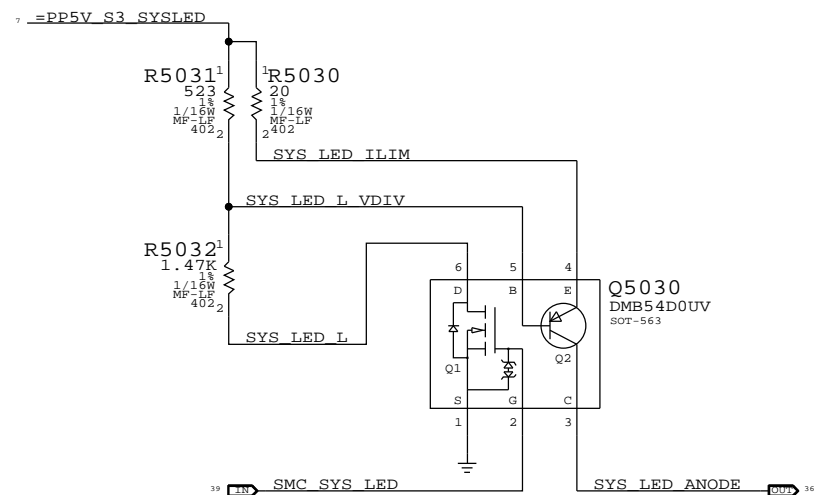 7 =PP5V_S3_SYSLED
R5031 1
523
1%
1/16W
MF-LF
402 2
1 R5030
20
1%
1/16W
MF-LF
2 402
SYS_LED_ILIM
SYS_LED_L_VDIV
R5032 1
1.47K
1%
1/16W
MF-LF
402 2
SYS_LED_L
6 5 4
D B E
Q5030
DMB54D0UV
SOT-563
Q1
Q2
S G C
1 2 3
39 IN SMC_SYS_LED
SYS_LED_ANODE OUT 36